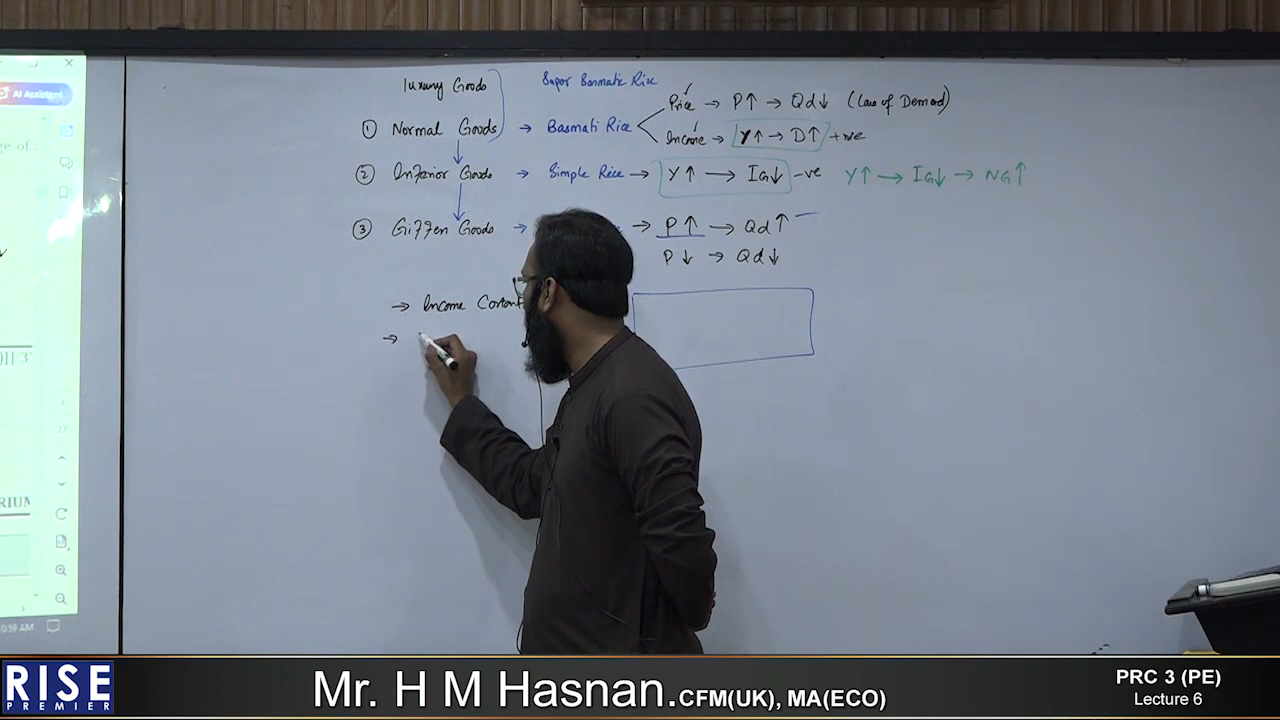 AI Assistant
Luxury Goods Super Basmatic Rice
① Normal Goods → Basmati Rice
Price → P↑ → Qd↓ (Law of Demand)
Income → Y↑ → D↑ +ve
② Inferior Goods → Simple Rice → Y↑ → IG↓ -ve Y↑ → IG↓ → NG↑
③ Giffen Goods → → P↑ → Qd↑
P↓ → Qd↓
→ Income Constant
→
RISE
PREMIER
Mr. H M Hasnan.CFM(UK), MA(ECO)
PRC 3 (PE)
Lecture 6